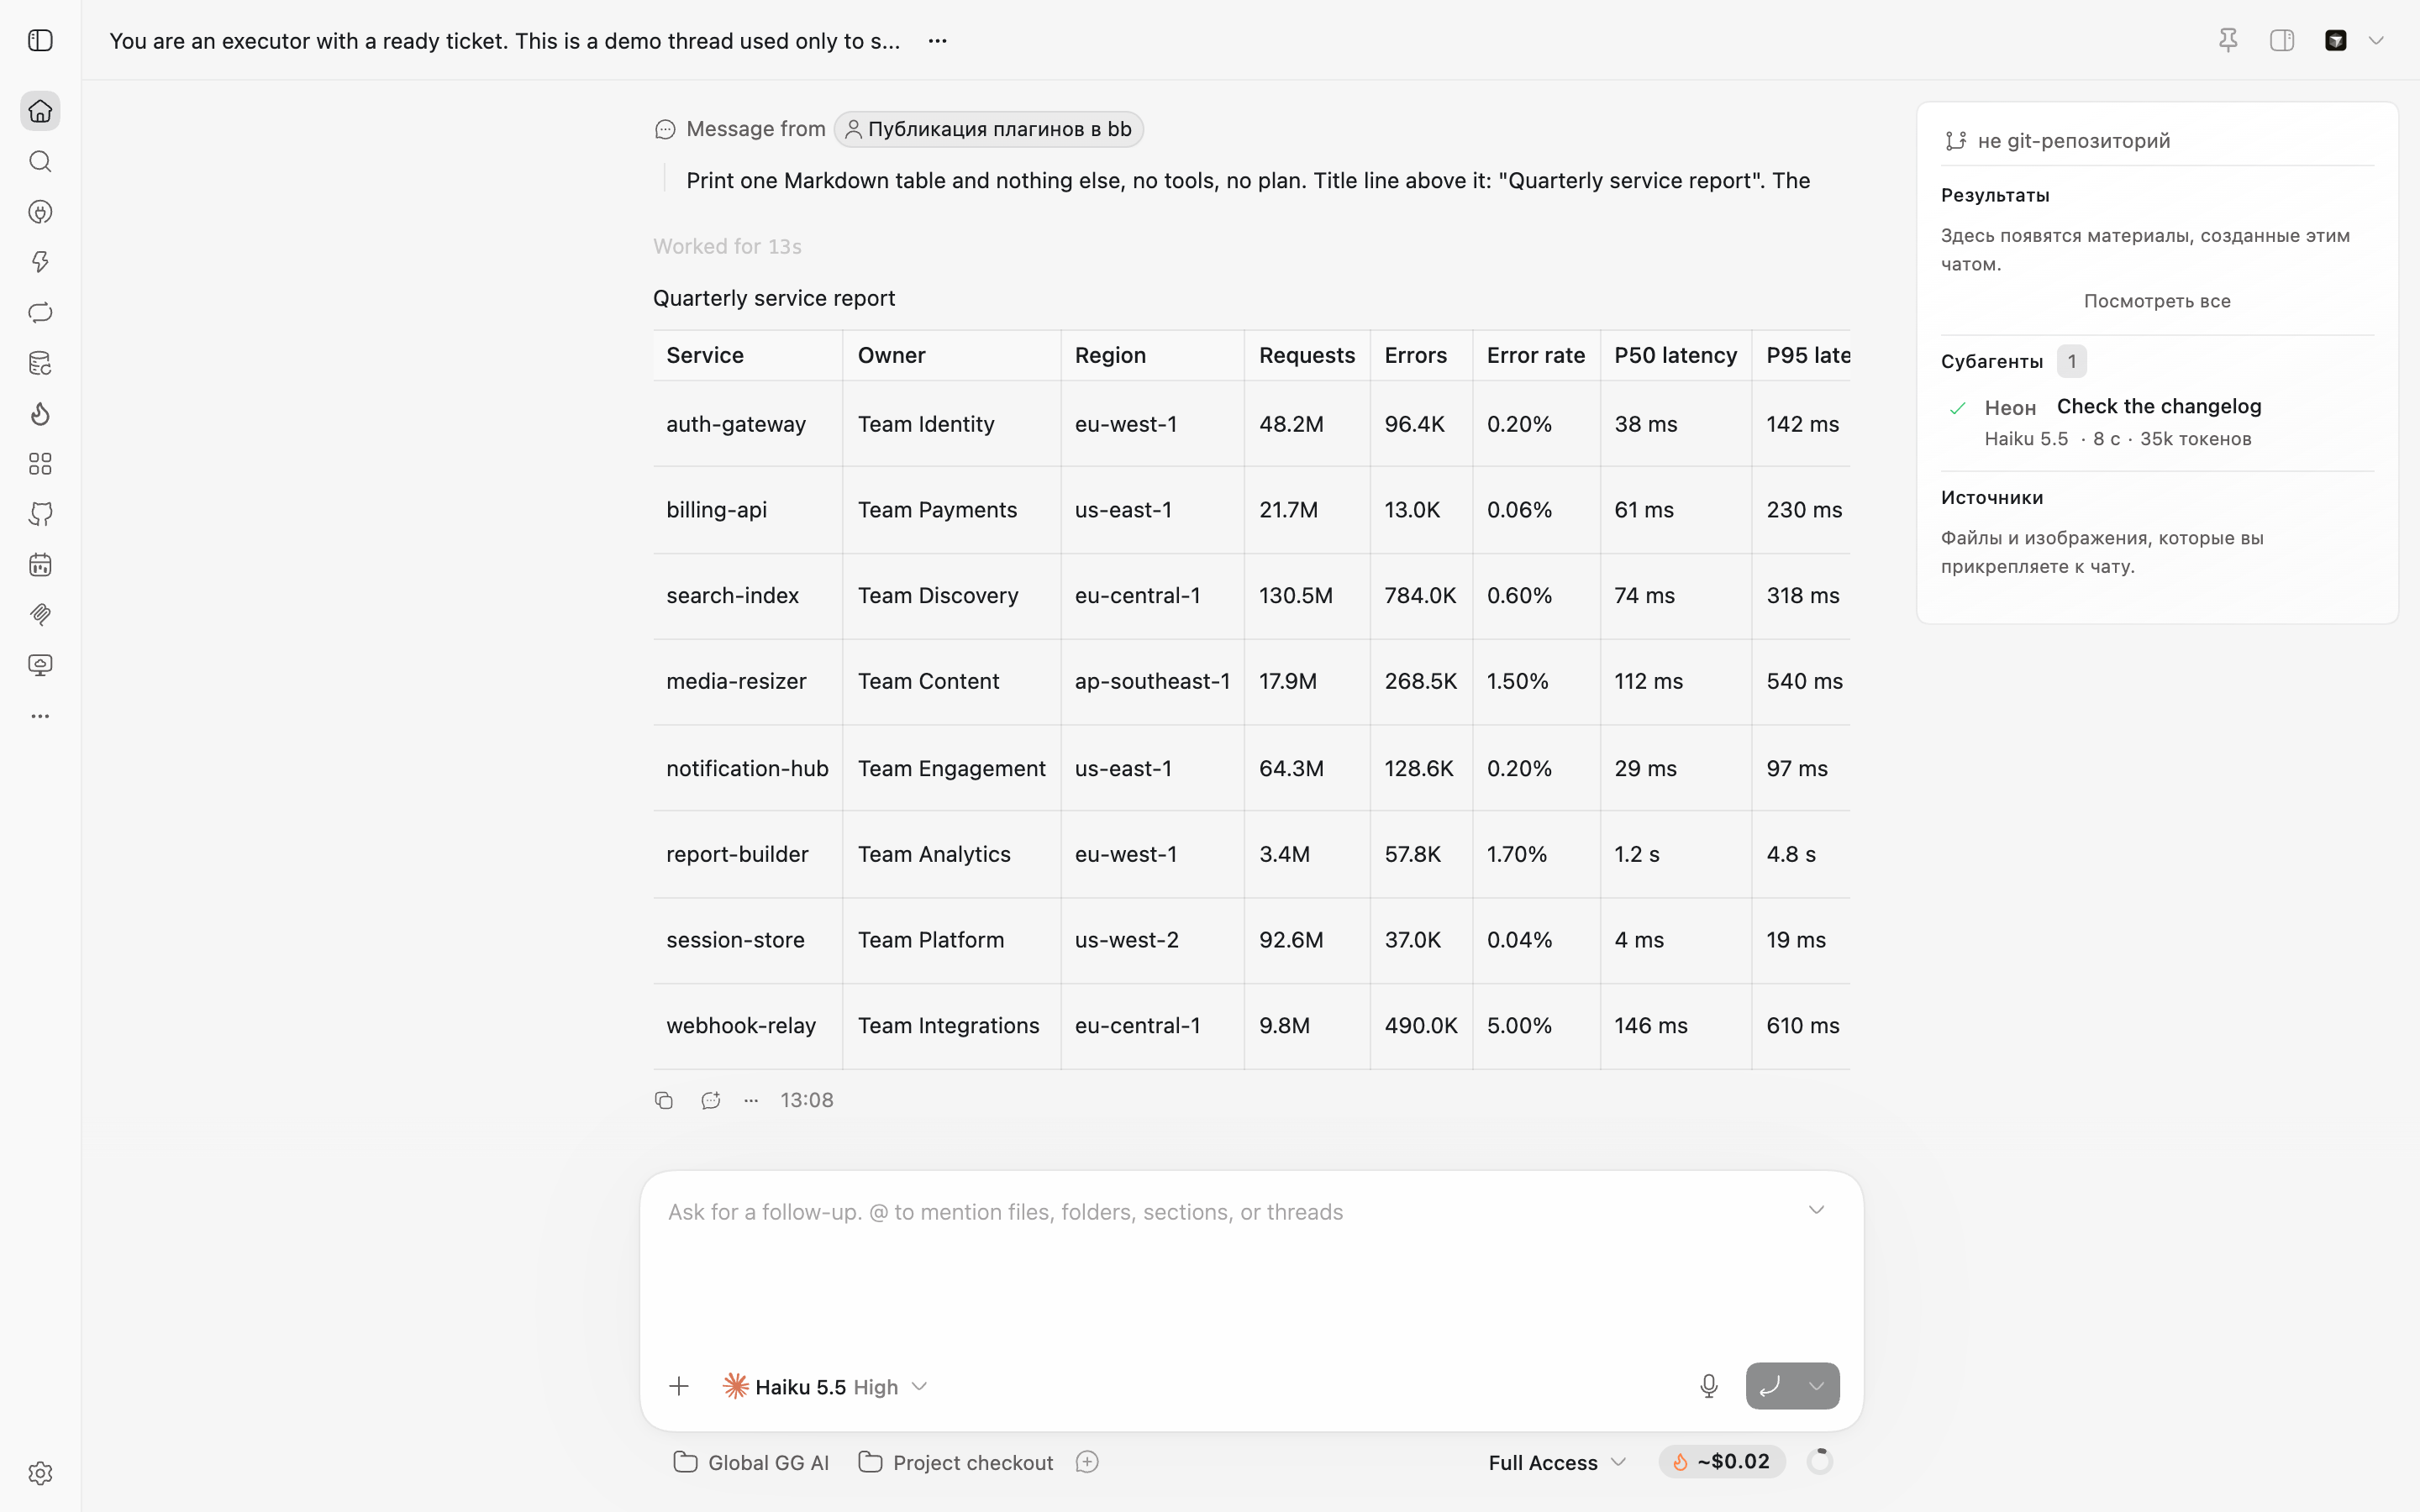 You are an executor with a ready ticket. This is a demo thread used only to s...
Message from Публикация плагинов в bb
Print one Markdown table and nothing else, no tools, no plan. Title line above it: "Quarterly service report". The
Worked for 13s
Quarterly service report
Service Owner Region Requests Errors Error rate P50 latency P95 late
auth-gateway Team Identity eu-west-1 48.2M 96.4K 0.20% 38 ms 142 ms
billing-api Team Payments us-east-1 21.7M 13.0K 0.06% 61 ms 230 ms
search-index Team Discovery eu-central-1 130.5M 784.0K 0.60% 74 ms 318 ms
media-resizer Team Content ap-southeast-1 17.9M 268.5K 1.50% 112 ms 540 ms
notification-hub Team Engagement us-east-1 64.3M 128.6K 0.20% 29 ms 97 ms
report-builder Team Analytics eu-west-1 3.4M 57.8K 1.70% 1.2 s 4.8 s
session-store Team Platform us-west-2 92.6M 37.0K 0.04% 4 ms 19 ms
webhook-relay Team Integrations eu-central-1 9.8M 490.0K 5.00% 146 ms 610 ms
13:08
Ask for a follow-up. @ to mention files, folders, sections, or threads
Haiku 5.5 High
Global GG AI Project checkout Full Access ~$0.02
не git-репозиторий
Результаты
Здесь появятся материалы, созданные этим
чатом.
Посмотреть все
Субагенты 1
Неон Check the changelog
Haiku 5.5 · 8 с · 35k токенов
Источники
Файлы и изображения, которые вы
прикрепляете к чату.